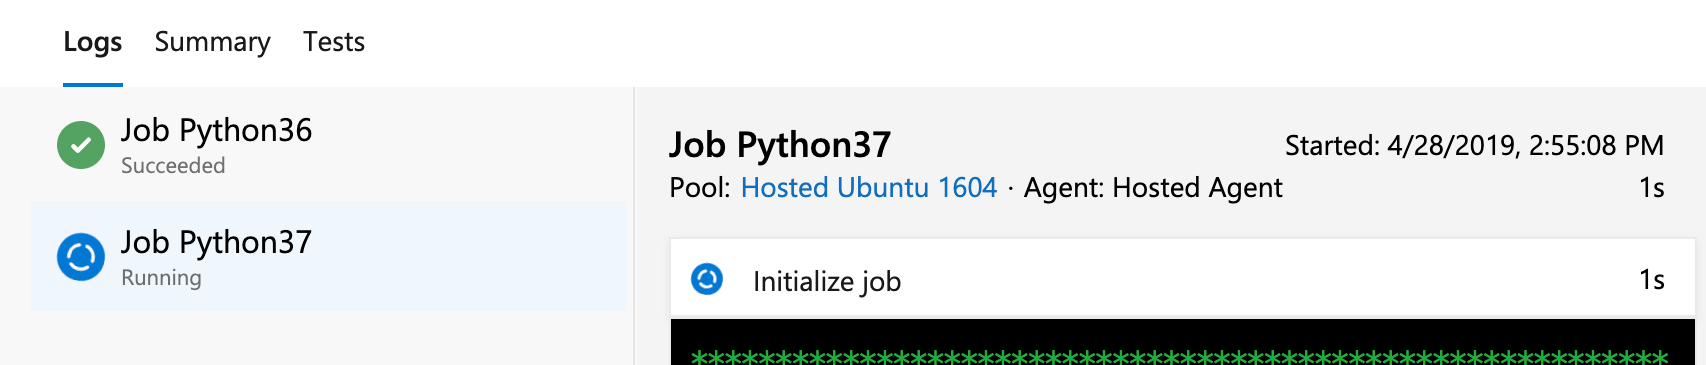 Logs Summary Tests
Job Python36
Succeeded
Job Python37
Running
Job Python37
Started: 4/28/2019, 2:55:08 PM
Pool: Hosted Ubuntu 1604 · Agent: Hosted Agent
1s
Initialize job
1s
**********************************************************